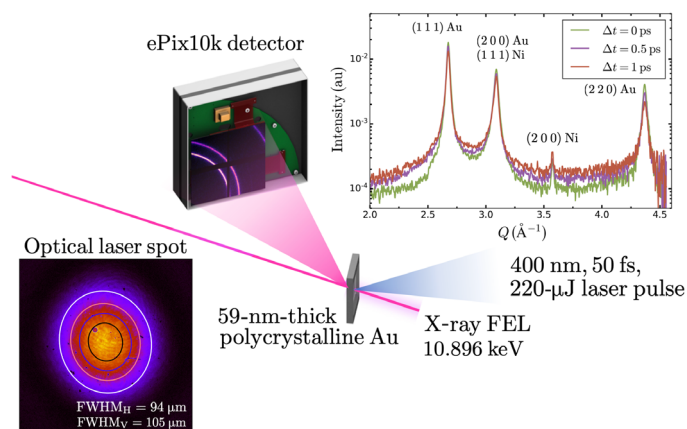 ePix10k detector
(1 1 1) Au
(2 0 0) Au
(1 1 1) Ni
(2 0 0) Ni
(2 2 0) Au
Δt = 0 ps
Δt = 0.5 ps
Δt = 1 ps
Intensity (au)
10⁻²
10⁻³
10⁻⁴
2.0 2.5 3.0 3.5 4.0 4.5
Q (Å⁻¹)
Optical laser spot
FWHM_H = 94 µm
FWHM_V = 105 µm
59-nm-thick
polycrystalline Au
400 nm, 50 fs,
220-µJ laser pulse
X-ray FEL
10.896 keV